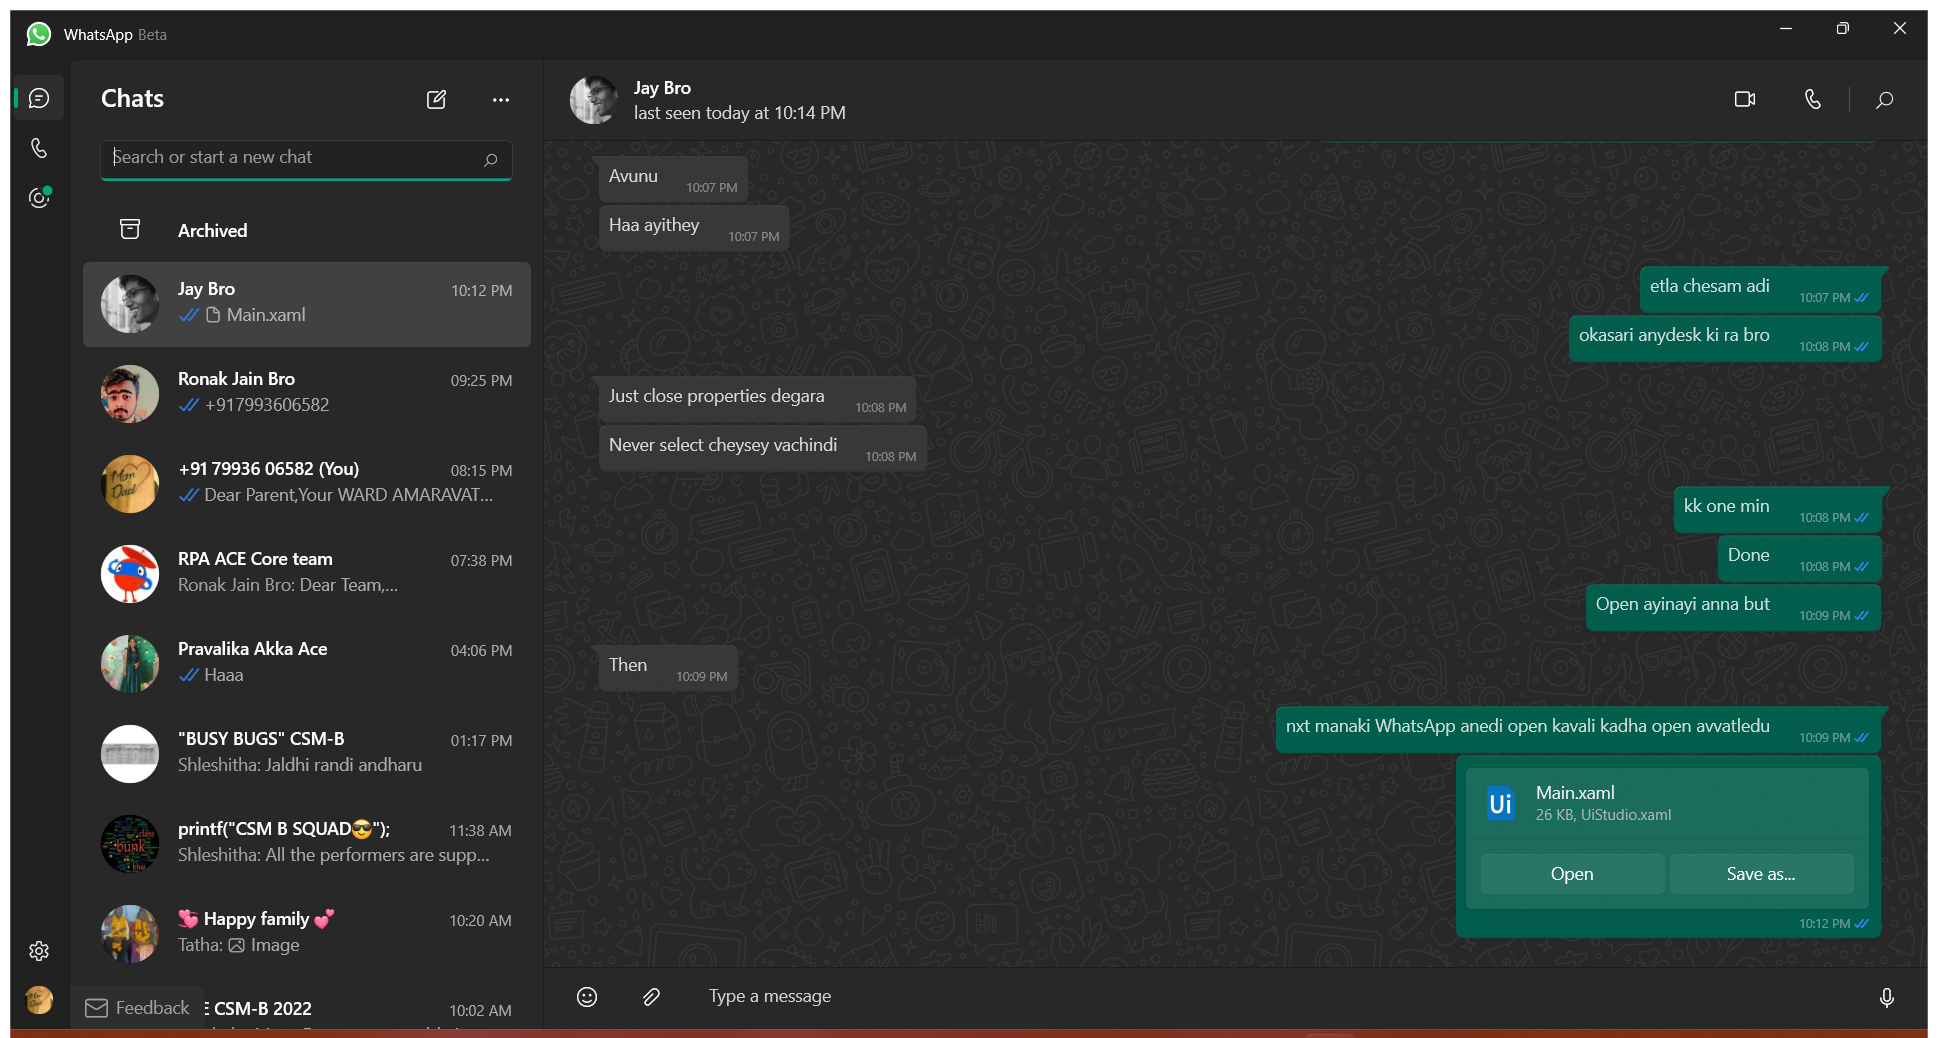 WhatsApp Beta
Chats
Search or start a new chat
Archived
Jay Bro 10:12 PM
Main.xaml
Ronak Jain Bro 09:25 PM
+917993606582
+91 79936 06582 (You) 08:15 PM
Dear Parent,Your WARD AMARAVAT...
RPA ACE Core team 07:38 PM
Ronak Jain Bro: Dear Team,...
Pravalika Akka Ace 04:06 PM
Haaa
"BUSY BUGS" CSM-B 01:17 PM
Shleshitha: Jaldhi randi andharu
printf("CSM B SQUAD😎"); 11:38 AM
Shleshitha: All the performers are supp...
💝 Happy family 💕 10:20 AM
Tatha: Image
Feedback
E CSM-B 2022 10:02 AM
Jay Bro
last seen today at 10:14 PM
Avunu 10:07 PM
Haa ayithey 10:07 PM
etla chesam adi 10:07 PM
okasari anydesk ki ra bro 10:08 PM
Just close properties degara 10:08 PM
Never select cheysey vachindi 10:08 PM
kk one min 10:08 PM
Done 10:08 PM
Open ayinayi anna but 10:09 PM
Then 10:09 PM
nxt manaki WhatsApp anedi open kavali kadha open avvatledu 10:09 PM
Ui
Main.xaml
26 KB, UiStudio.xaml
Open Save as...
10:12 PM
Type a message